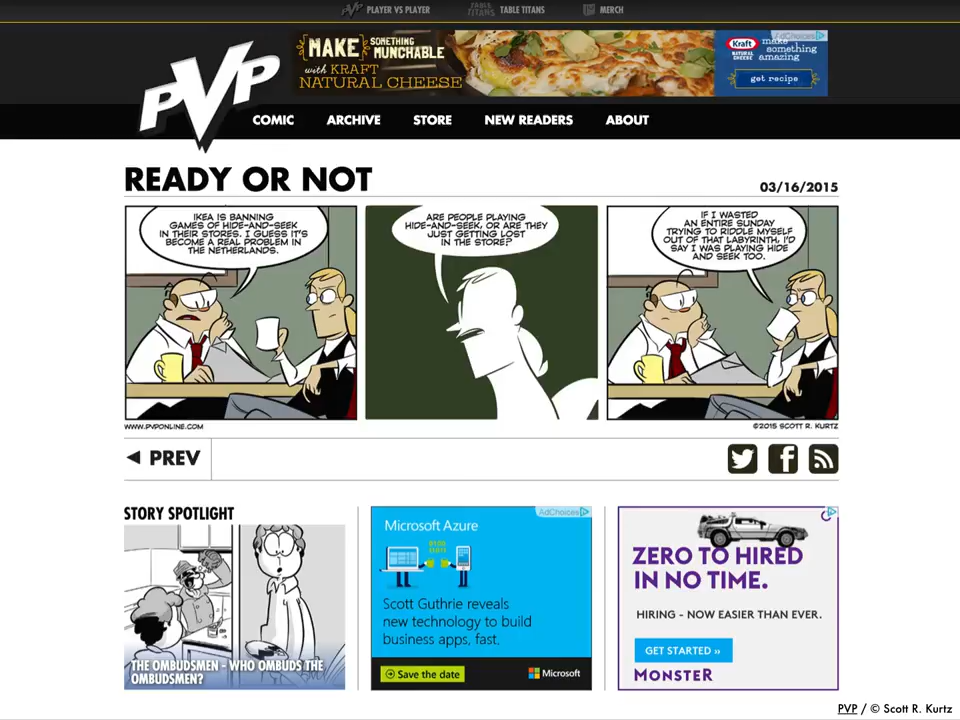 PLAYER VS PLAYER
TABLE TITANS
TABLE TITANS
MERCH
PVP
MAKE SOMETHING MUNCHABLE
with KRAFT
NATURAL CHEESE
Kraft
NATURAL CHEESE
make something amazing
AdChoices
get recipe
COMIC
ARCHIVE
STORE
NEW READERS
ABOUT
READY OR NOT
03/16/2015
IKEA IS BANNING
GAMES OF HIDE-AND-SEEK
IN THEIR STORES. I GUESS IT'S
BECOME A REAL PROBLEM IN
THE NETHERLANDS.
ARE PEOPLE PLAYING
HIDE-AND-SEEK, OR ARE THEY
JUST GETTING LOST
IN THE STORE?
IF I WASTED
AN ENTIRE SUNDAY
TRYING TO RIDDLE MYSELF
OUT OF THAT LABYRINTH, I'D
SAY I WAS PLAYING HIDE
AND SEEK TOO.
WWW.PVPONLINE.COM
©2015 SCOTT R. KURTZ
PREV
STORY SPOTLIGHT
THE OMBUDSMEN - WHO OMBUDS THE
OMBUDSMEN?
AdChoices
Microsoft Azure
Scott Guthrie reveals
new technology to build
business apps, fast.
Save the date
Microsoft
ZERO TO HIRED
IN NO TIME.
HIRING - NOW EASIER THAN EVER.
GET STARTED »
MONSTER
PVP / © Scott R. Kurtz